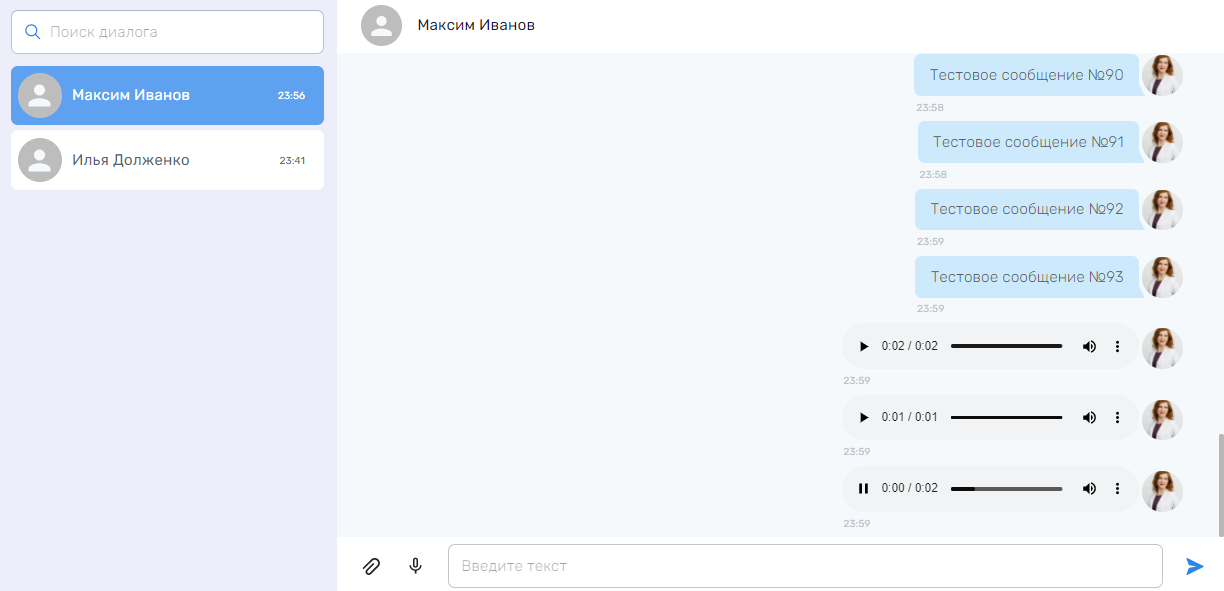 Поиск диалога
Максим Иванов 23:56
Илья Долженко 23:41
Максим Иванов
Тестовое сообщение №90
23:58
Тестовое сообщение №91
23:58
Тестовое сообщение №92
23:59
Тестовое сообщение №93
23:59
0:02 / 0:02
23:59
0:01 / 0:01
23:59
0:00 / 0:02
23:59
Введите текст